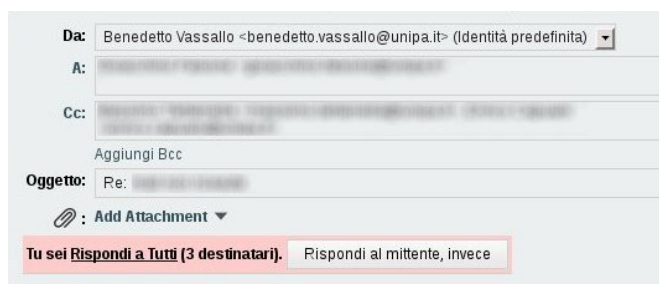 Da: Benedetto Vassallo <benedetto.vassallo@unipa.it> (Identità predefinita)
A:
Cc:
Aggiungi Bcc
Oggetto: Re:
: Add Attachment
Tu sei Rispondi a Tutti (3 destinatari). Rispondi al mittente, invece